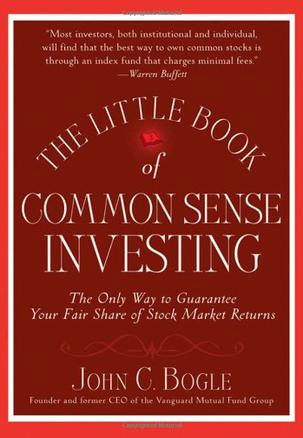 “Most investors, both institutional and individual,
will find that the best way to own common stocks is
through an index fund that charges minimal fees.”
—Warren Buffett
THE LITTLE BOOK
of
COMMON SENSE
INVESTING
The Only Way to Guarantee
Your Fair Share of Stock Market Returns
JOHN C. BOGLE
Founder and former CEO of the Vanguard Mutual Fund Group